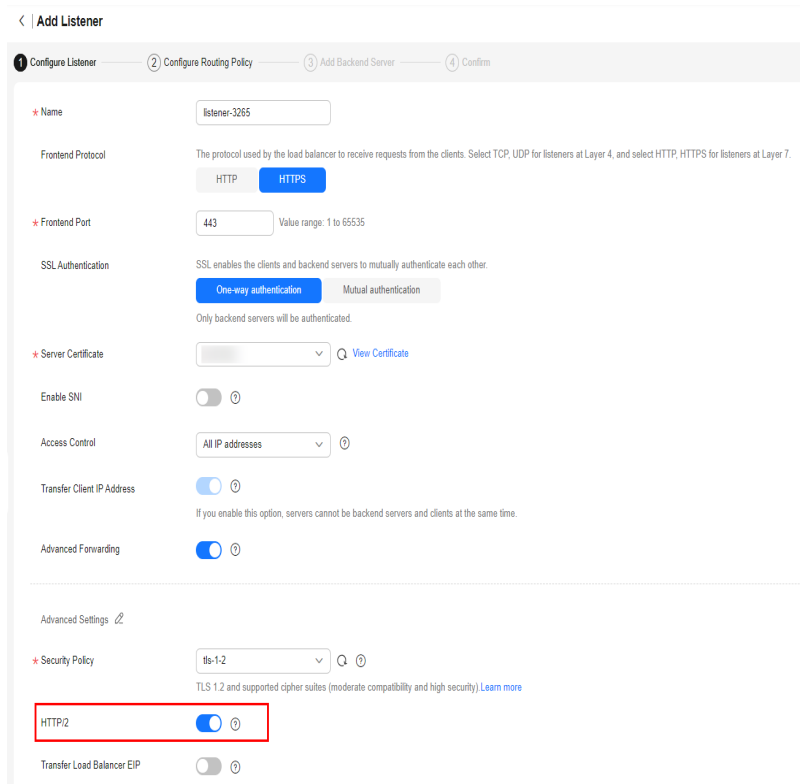 Add Listener
1 Configure Listener 2 Configure Routing Policy 3 Add Backend Server 4 Confirm
* Name listener-3265
Frontend Protocol The protocol used by the load balancer to receive requests from the clients. Select TCP, UDP for listeners at Layer 4, and select HTTP, HTTPS for listeners at Layer 7.
HTTP HTTPS
* Frontend Port 443 Value range: 1 to 65535
SSL Authentication SSL enables the clients and backend servers to mutually authenticate each other.
One-way authentication Mutual authentication
Only backend servers will be authenticated.
* Server Certificate View Certificate
Enable SNI ?
Access Control All IP addresses ?
Transfer Client IP Address ?
If you enable this option, servers cannot be backend servers and clients at the same time.
Advanced Forwarding ?
Advanced Settings
* Security Policy tls-1-2 ?
TLS 1.2 and supported cipher suites (moderate compatibility and high security).Learn more
HTTP/2 ?
Transfer Load Balancer EIP ?